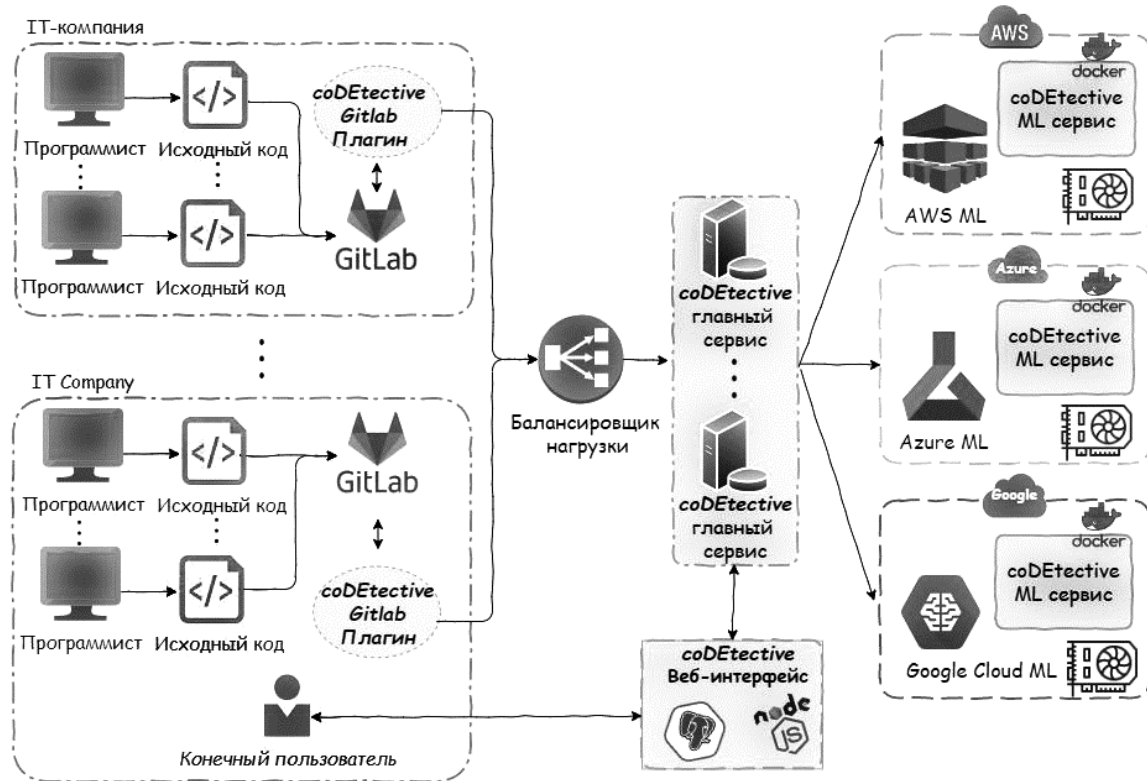 IT-компания
Программист
Исходный код
Программист
Исходный код
coDEtective
Gitlab
Плагин
GitLab
IT Company
Программист
Исходный код
Программист
Исходный код
GitLab
coDEtective
Gitlab
Плагин
Конечный пользователь
Балансировщик
нагрузки
coDEtective
главный
сервис
coDEtective
главный
сервис
coDEtective
Веб-интерфейс
node
JS
AWS
docker
coDEtective
ML сервис
AWS ML
Azure
docker
coDEtective
ML сервис
Azure ML
Google
docker
coDEtective
ML сервис
Google Cloud ML